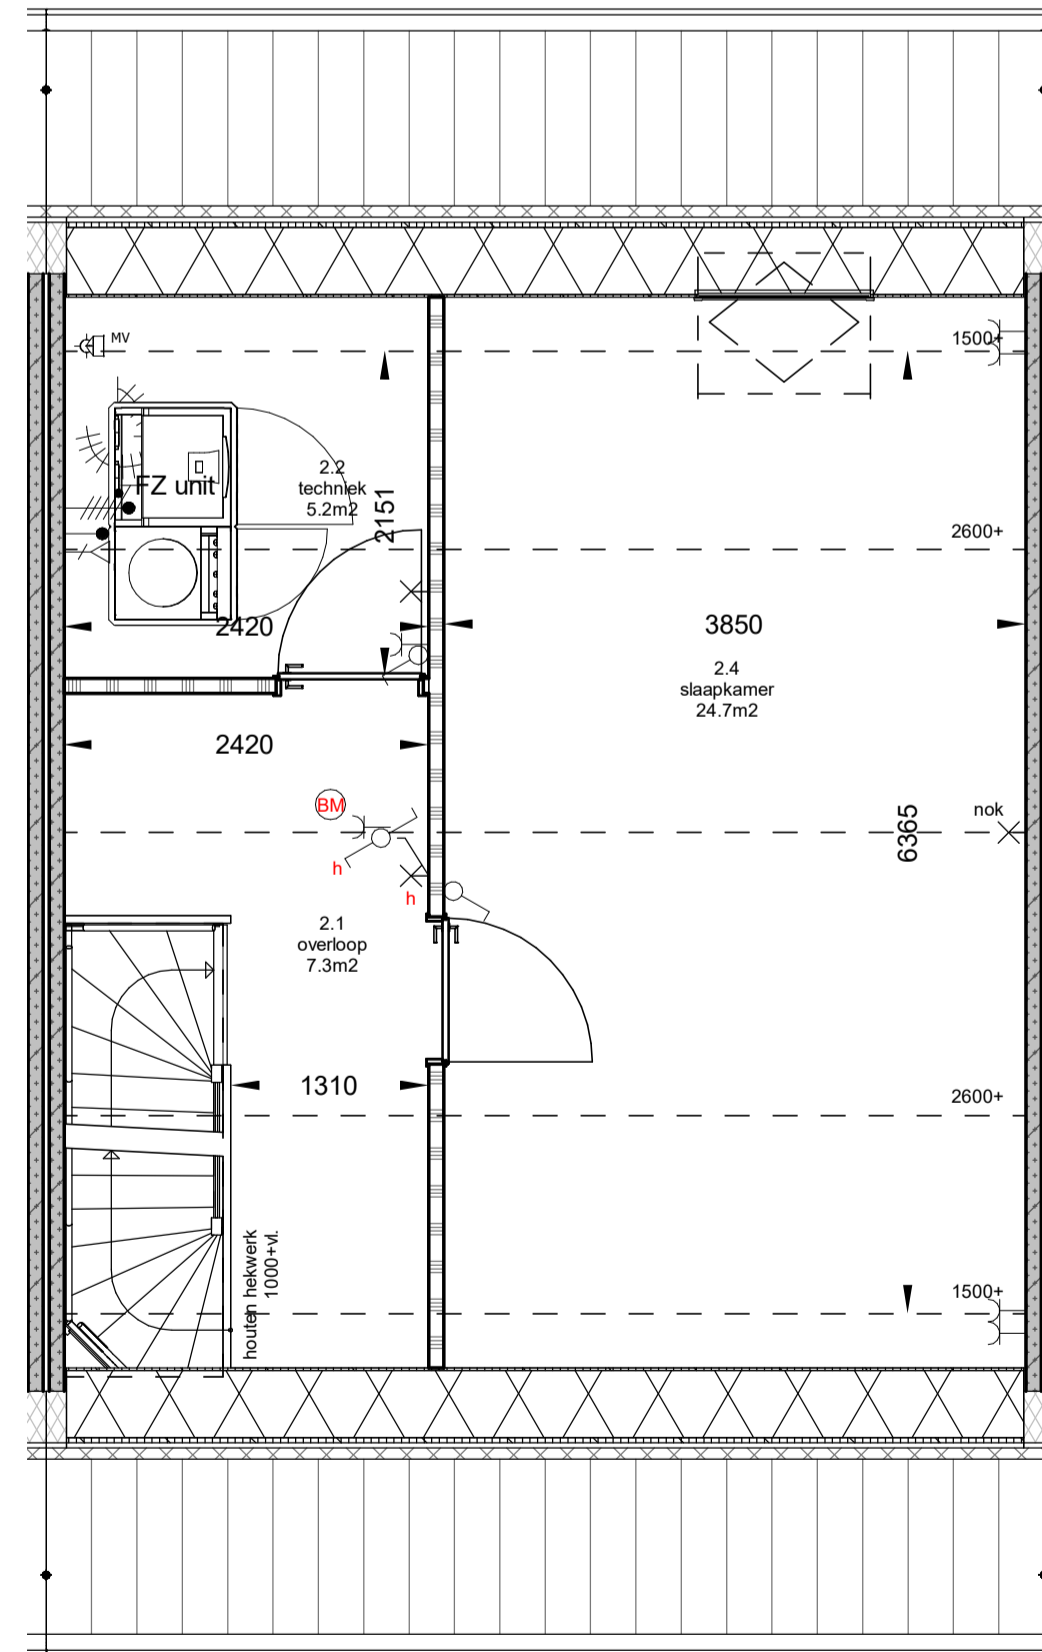 MV
1500+
FZ unit
2.2
techniek
5.2m2
2151
2600+
2420
3850
2.4
slaapkamer
24.7m2
2420
BM
h
h
nok
6365
2.1
overloop
7.3m2
1310
2600+
houten hekwerk
1000+vl.
1500+